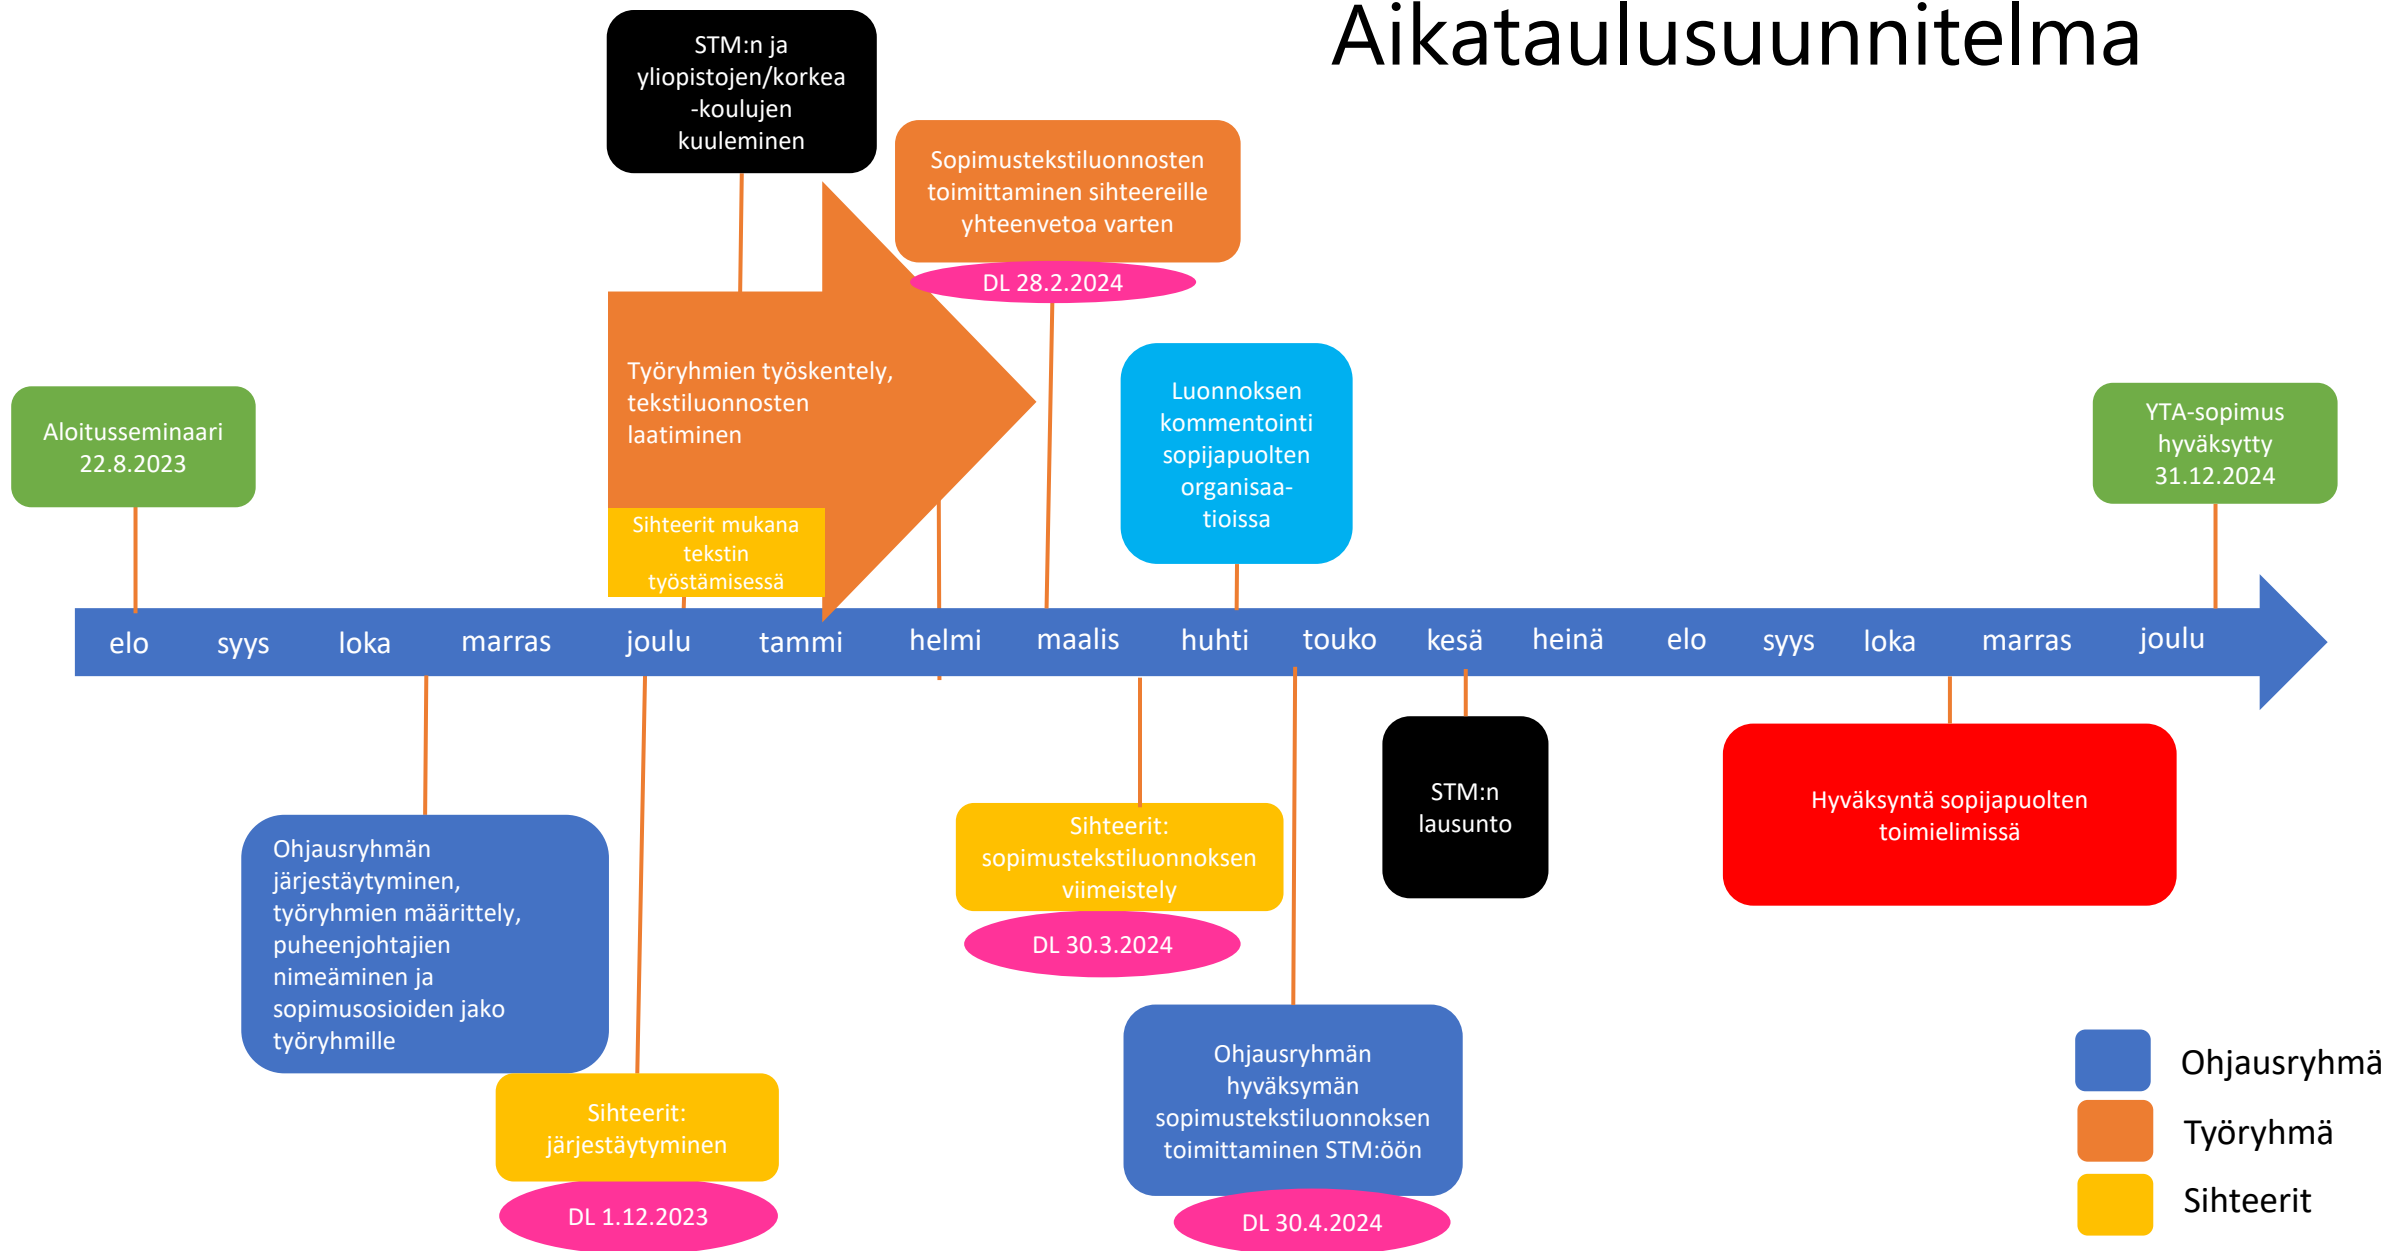 Aikataulusuunnitelma
STM:n ja
yliopistojen/korkea
-koulujen
kuuleminen
Sopimustekstiluonnosten
toimittaminen sihteereille
yhteenvetoa varten
DL 28.2.2024
Työryhmien työskentely,
tekstiluonnosten
laatiminen
Sihteerit mukana
tekstin
työstämisessä
Luonnoksen
kommentointi
sopijapuolten
organisaa-
tioissa
Aloitusseminaari
22.8.2023
YTA-sopimus
hyväksytty
31.12.2024
elo syys loka marras joulu tammi helmi maalis huhti touko kesä heinä elo syys loka marras joulu
Ohjausryhmän
järjestäytyminen,
työryhmien määrittely,
puheenjohtajien
nimeäminen ja
sopimusosioiden jako
työryhmille
Sihteerit:
järjestäytyminen
DL 1.12.2023
Sihteerit:
sopimustekstiluonnoksen
viimeistely
DL 30.3.2024
Ohjausryhmän
hyväksymän
sopimustekstiluonnoksen
toimittaminen STM:öön
DL 30.4.2024
STM:n
lausunto
Hyväksyntä sopijapuolten
toimielimissä
Ohjausryhmä
Työryhmä
Sihteerit